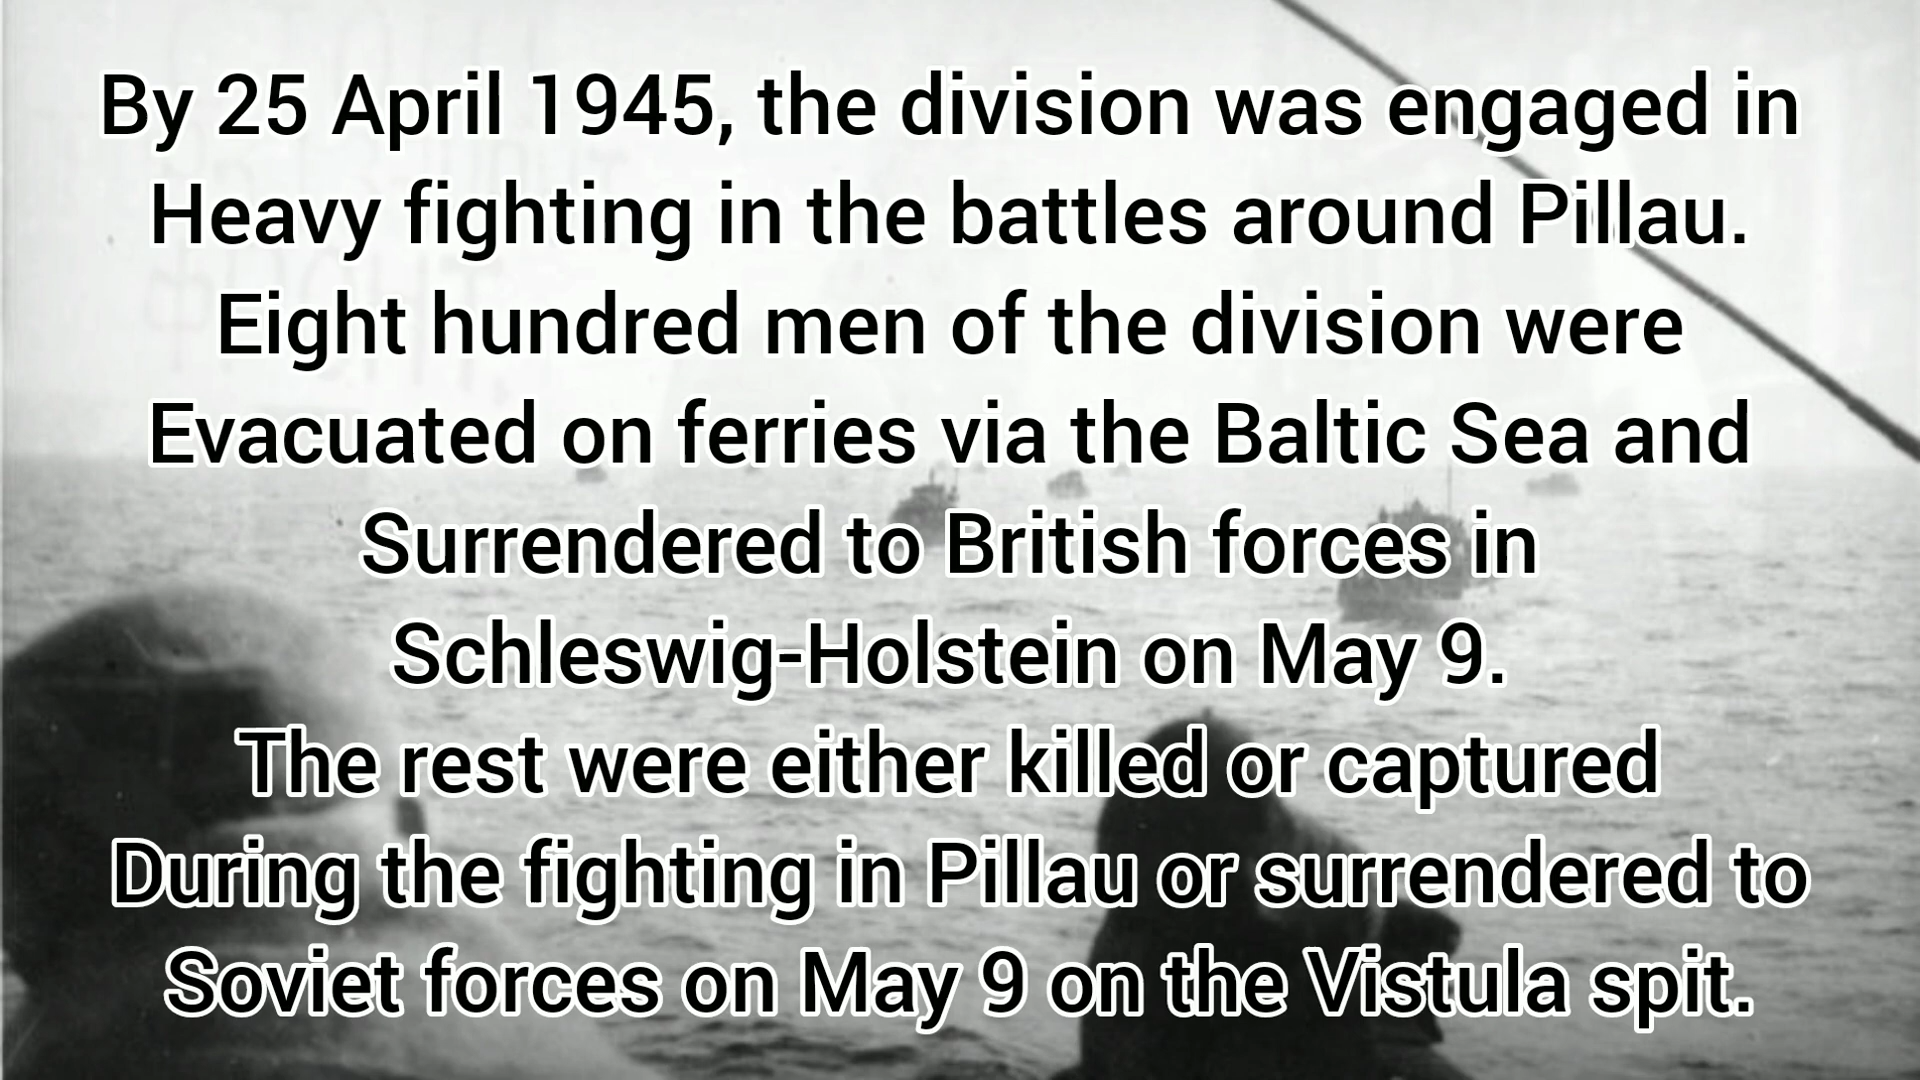 By 25 April 1945, the division was engaged in
Heavy fighting in the battles around Pillau.
Eight hundred men of the division were
Evacuated on ferries via the Baltic Sea and
Surrendered to British forces in
Schleswig-Holstein on May 9.
The rest were either killed or captured
During the fighting in Pillau or surrendered to
Soviet forces on May 9 on the Vistula spit.